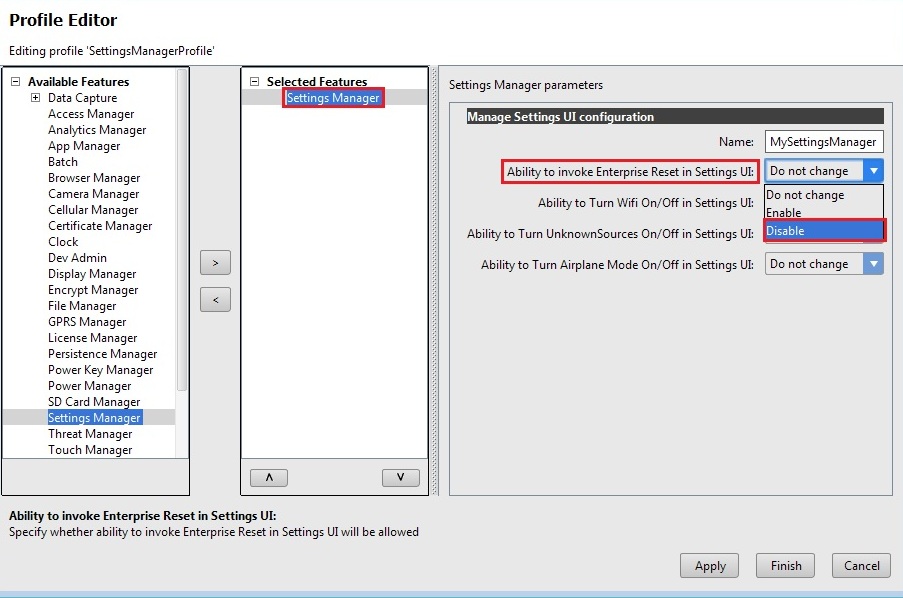 Profile Editor
Editing profile 'SettingsManagerProfile'
Available Features
Data Capture
Access Manager
Analytics Manager
App Manager
Batch
Browser Manager
Camera Manager
Cellular Manager
Certificate Manager
Clock
Dev Admin
Display Manager
Encrypt Manager
File Manager
GPRS Manager
License Manager
Persistence Manager
Power Key Manager
Power Manager
SD Card Manager
Settings Manager
Threat Manager
Touch Manager
>
<
Selected Features
Settings Manager
Settings Manager parameters
Manage Settings UI configuration
Name: MySettingsManager
Ability to invoke Enterprise Reset in Settings UI: Do not change
Do not change
Enable
Disable
Ability to Turn Wifi On/Off in Settings UI:
Ability to Turn UnknownSources On/Off in Settings UI:
Ability to Turn Airplane Mode On/Off in Settings UI: Do not change
Ability to invoke Enterprise Reset in Settings UI:
Specify whether ability to invoke Enterprise Reset in Settings UI will be allowed
Apply Finish Cancel